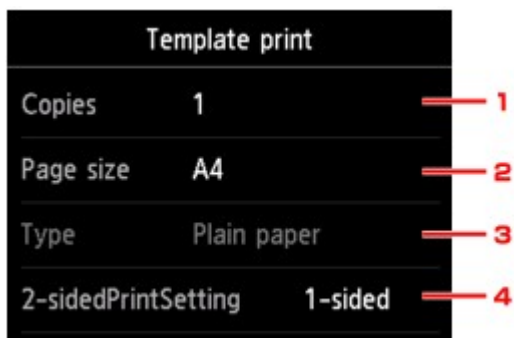 Template print
Copies 1 1
Page size A4 2
Type Plain paper 3
2-sidedPrintSetting 1-sided 4